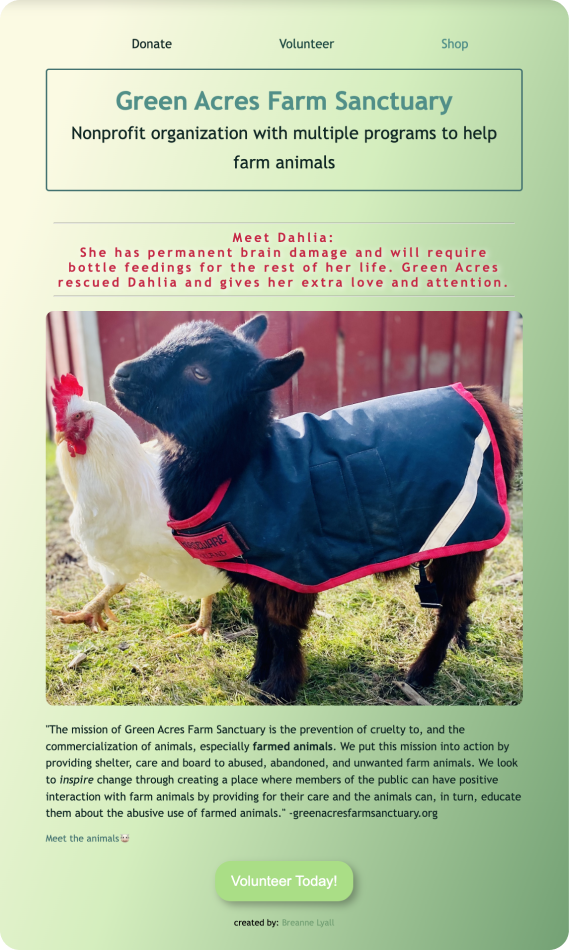 Donate Volunteer Shop
Green Acres Farm Sanctuary
Nonprofit organization with multiple programs to help
farm animals
Meet Dahlia:
She has permanent brain damage and will require
bottle feedings for the rest of her life. Green Acres
rescued Dahlia and gives her extra love and attention.
"The mission of Green Acres Farm Sanctuary is the prevention of cruelty to, and the
commercialization of animals, especially farmed animals. We put this mission into action by
providing shelter, care and board to abused, abandoned, and unwanted farm animals. We look
to inspire change through creating a place where members of the public can have positive
interaction with farm animals by providing for their care and the animals can, in turn, educate
them about the abusive use of farmed animals." -greenacresfarmsanctuary.org
Meet the animals🐮
Volunteer Today!
created by: Breanne Lyall